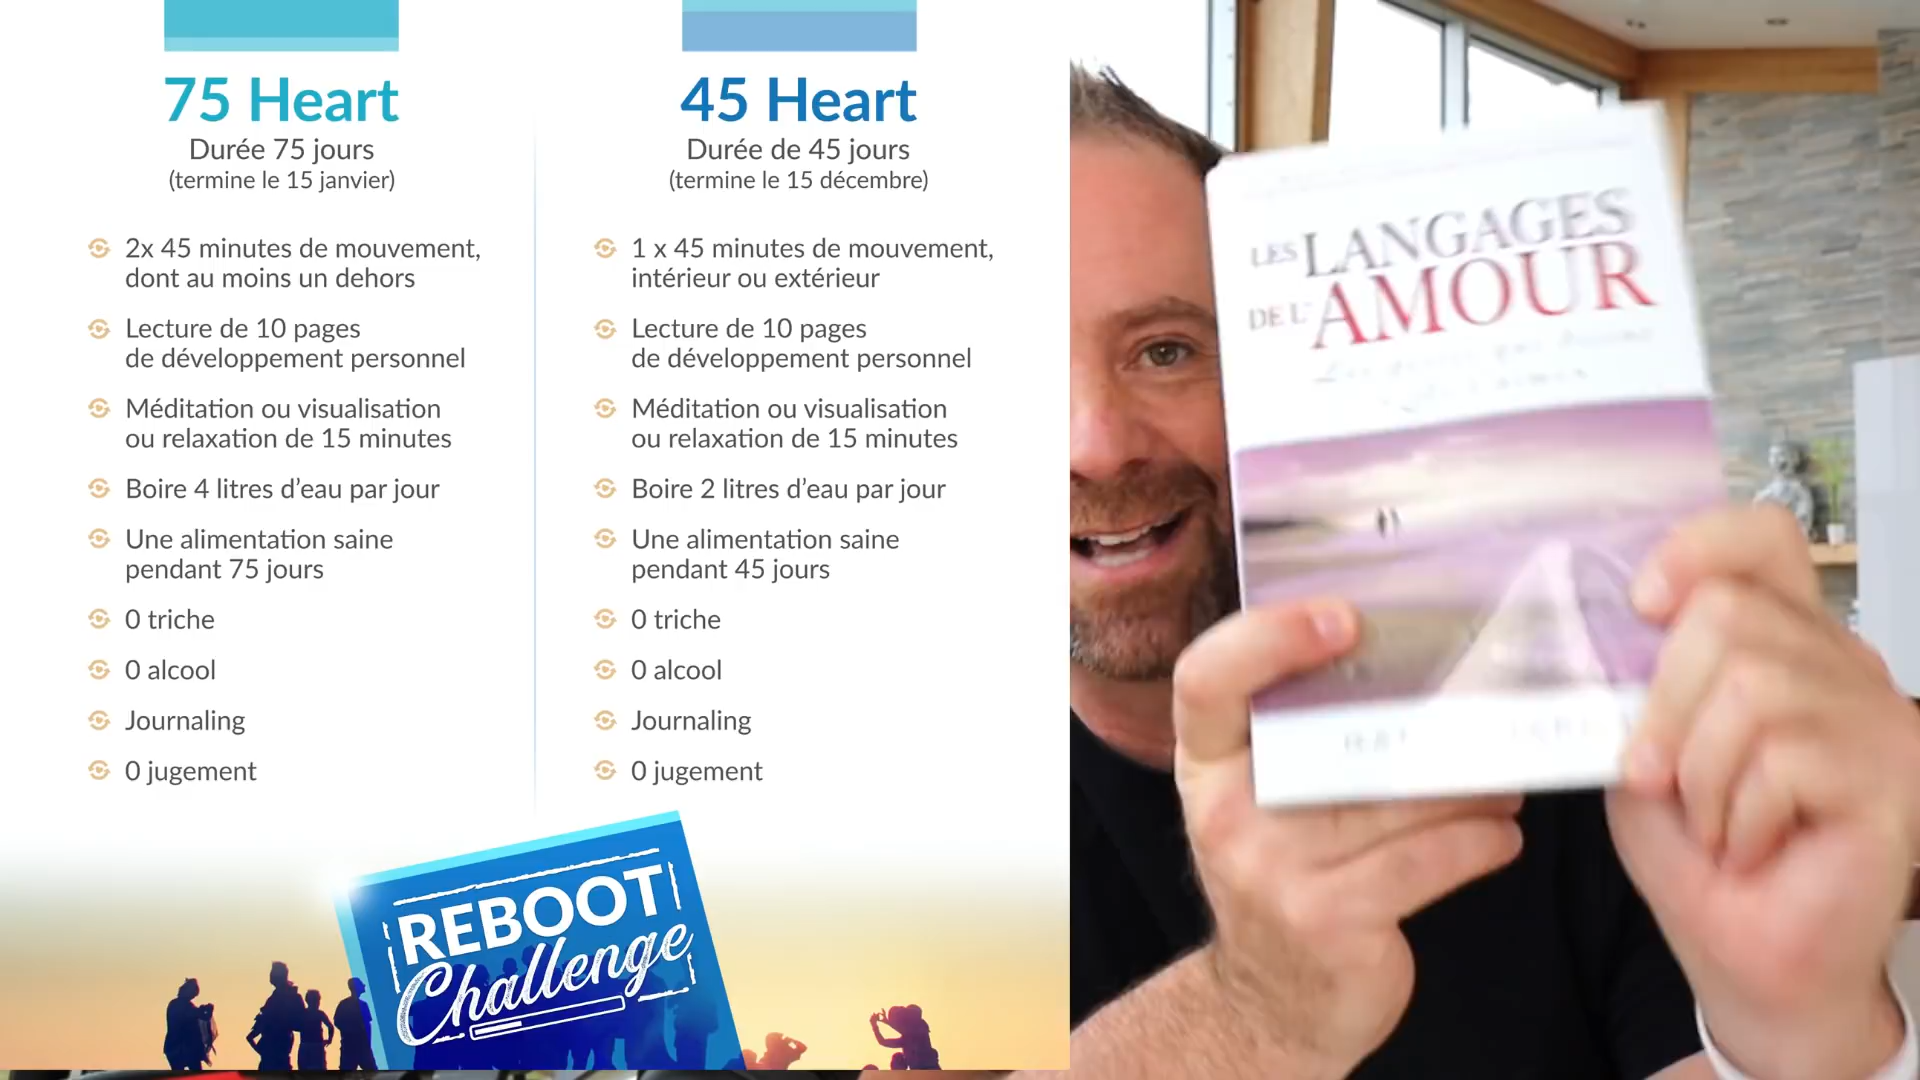 75 Heart
Durée 75 jours
(termine le 15 janvier)
2x 45 minutes de mouvement,
dont au moins un dehors
Lecture de 10 pages
de développement personnel
Méditation ou visualisation
ou relaxation de 15 minutes
Boire 4 litres d’eau par jour
Une alimentation saine
pendant 75 jours
0 triche
0 alcool
Journaling
0 jugement
45 Heart
Durée de 45 jours
(termine le 15 décembre)
1 x 45 minutes de mouvement,
intérieur ou extérieur
Lecture de 10 pages
de développement personnel
Méditation ou visualisation
ou relaxation de 15 minutes
Boire 2 litres d’eau par jour
Une alimentation saine
pendant 45 jours
0 triche
0 alcool
Journaling
0 jugement
REBOOT
Challenge
LES LANGAGES
DE L'AMOUR